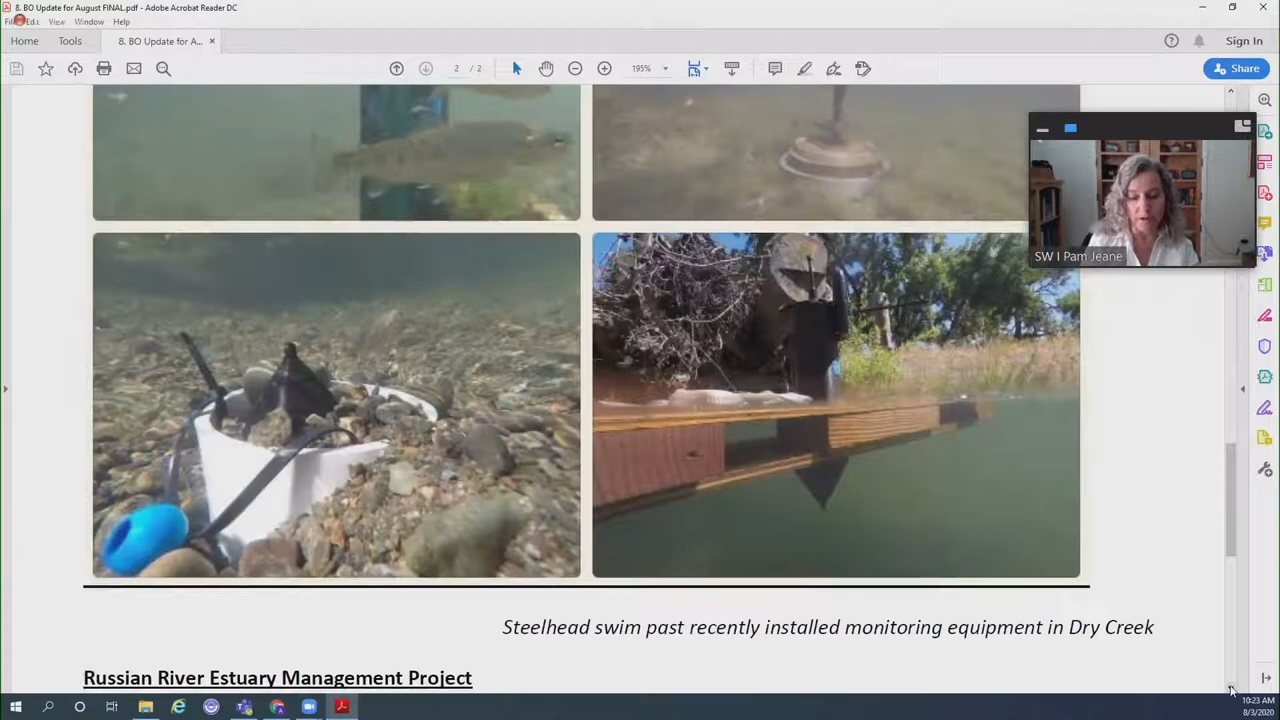 8. BO Update for August FINAL.pdf - Adobe Acrobat Reader DC
File Edit View Window Help
Home Tools 8. BO Update for A... × Sign In
2 / 2 195% Share
SW I Pam Jeane
Steelhead swim past recently installed monitoring equipment in Dry Creek
Russian River Estuary Management Project
10:23 AM
8/3/2020